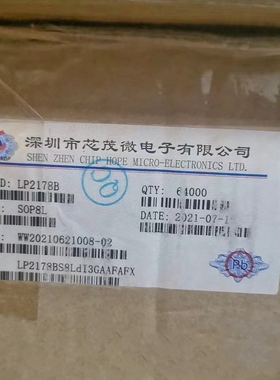 深圳市芯茂微电子有限公司
SHEN ZHEN CHIP HOPE MICRO-ELECTRONICS LTD.
D: LP2178B
QTY: 64000
: SOP8L
DATE: 2021-07-1
: WW20210621008-02
LP2178BS8LdI3GAAFAFX
Pb